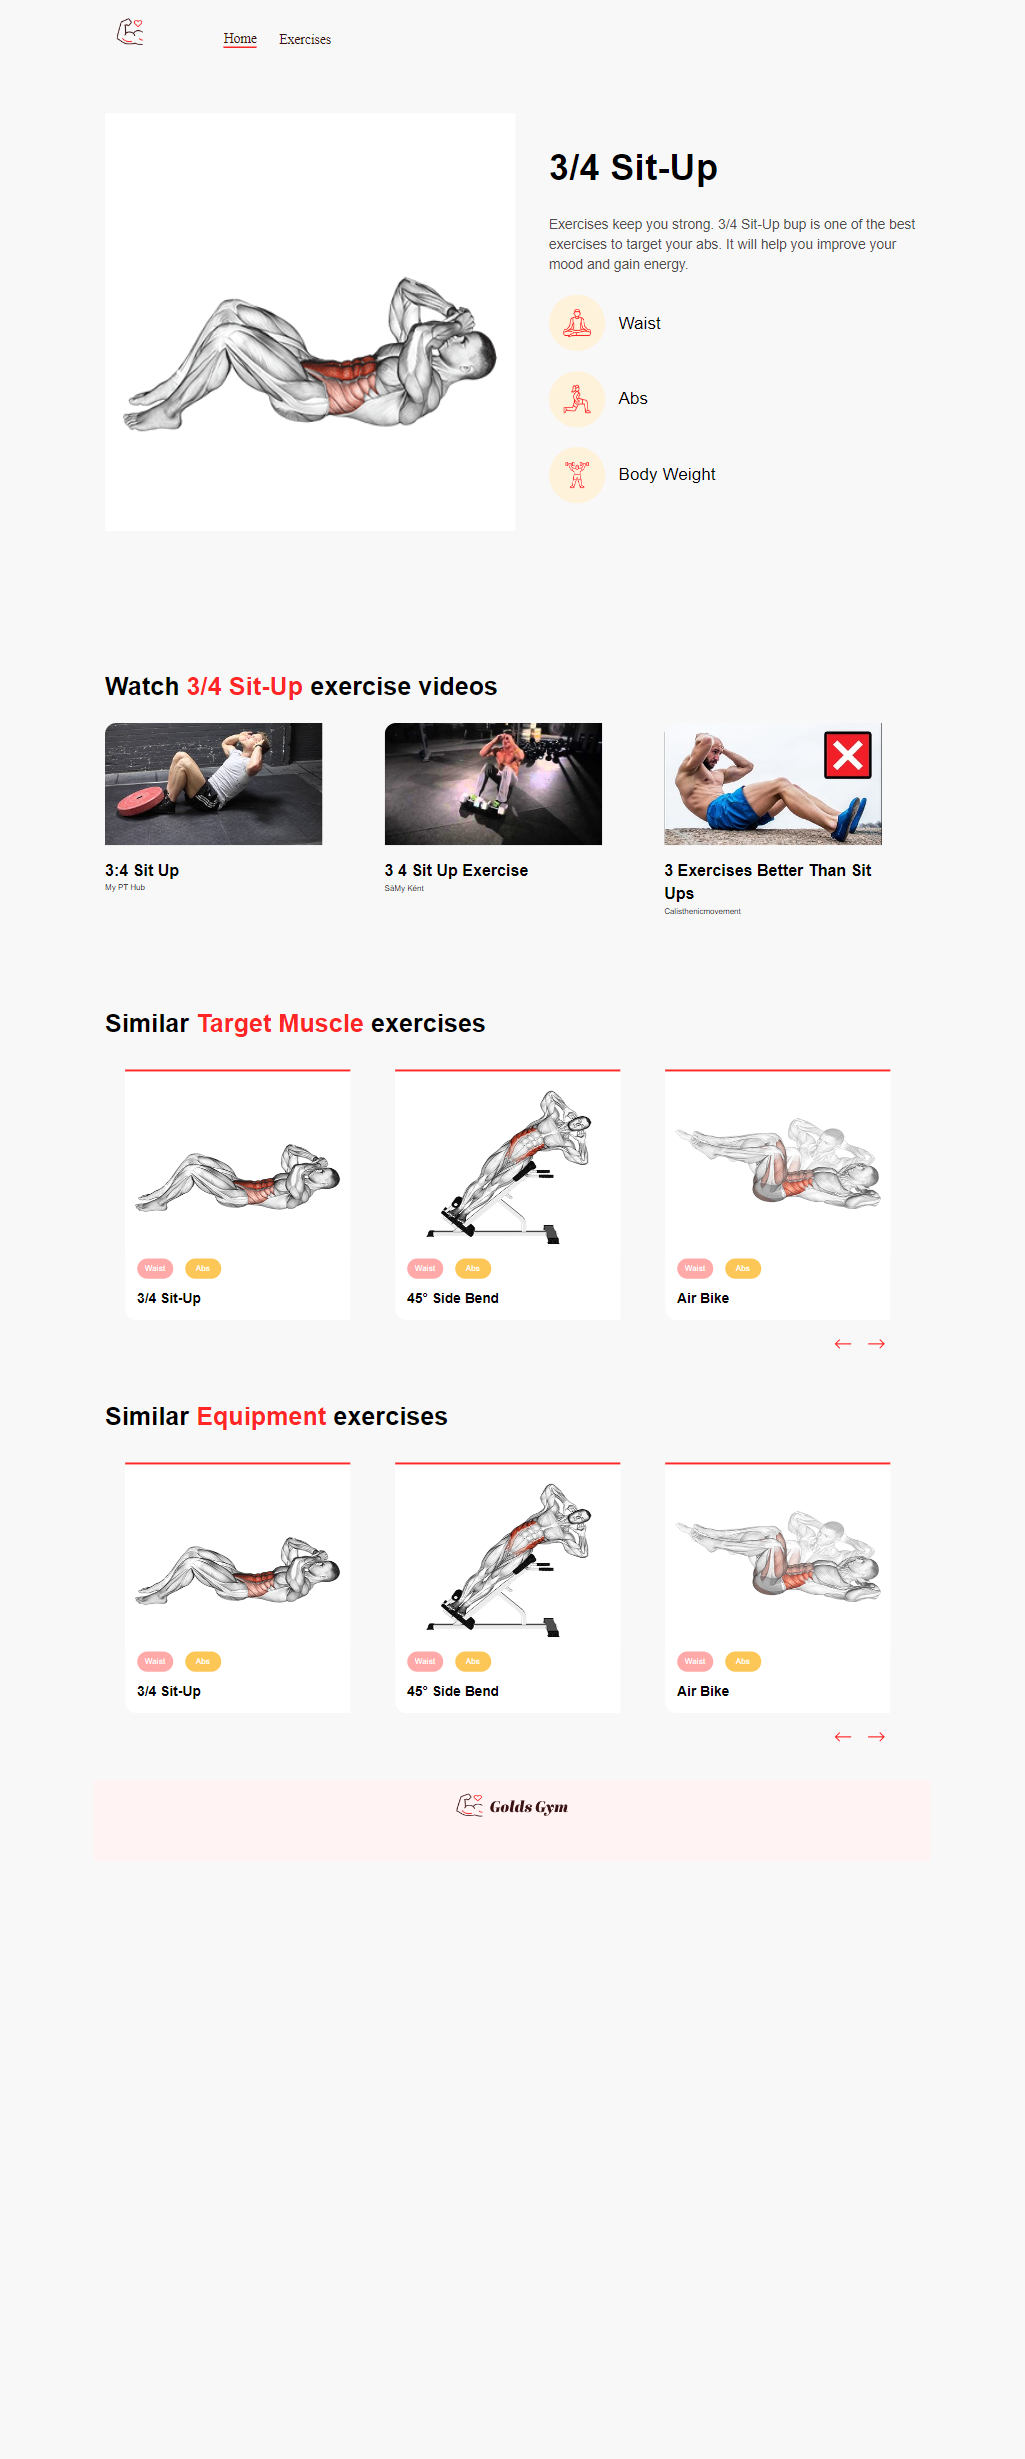 Home
Exercises
3/4 Sit-Up
Exercises keep you strong. 3/4 Sit-Up bup is one of the best
exercises to target your abs. It will help you improve your
mood and gain energy.
Waist
Abs
Body Weight
Watch 3/4 Sit-Up exercise videos
3:4 Sit Up
My PT Hub
3 4 Sit Up Exercise
SáMy Ként
3 Exercises Better Than Sit
Ups
Calisthenicmovement
Similar Target Muscle exercises
Waist
Abs
3/4 Sit-Up
Waist
Abs
45° Side Bend
Waist
Abs
Air Bike
Similar Equipment exercises
Waist
Abs
3/4 Sit-Up
Waist
Abs
45° Side Bend
Waist
Abs
Air Bike
Golds Gym